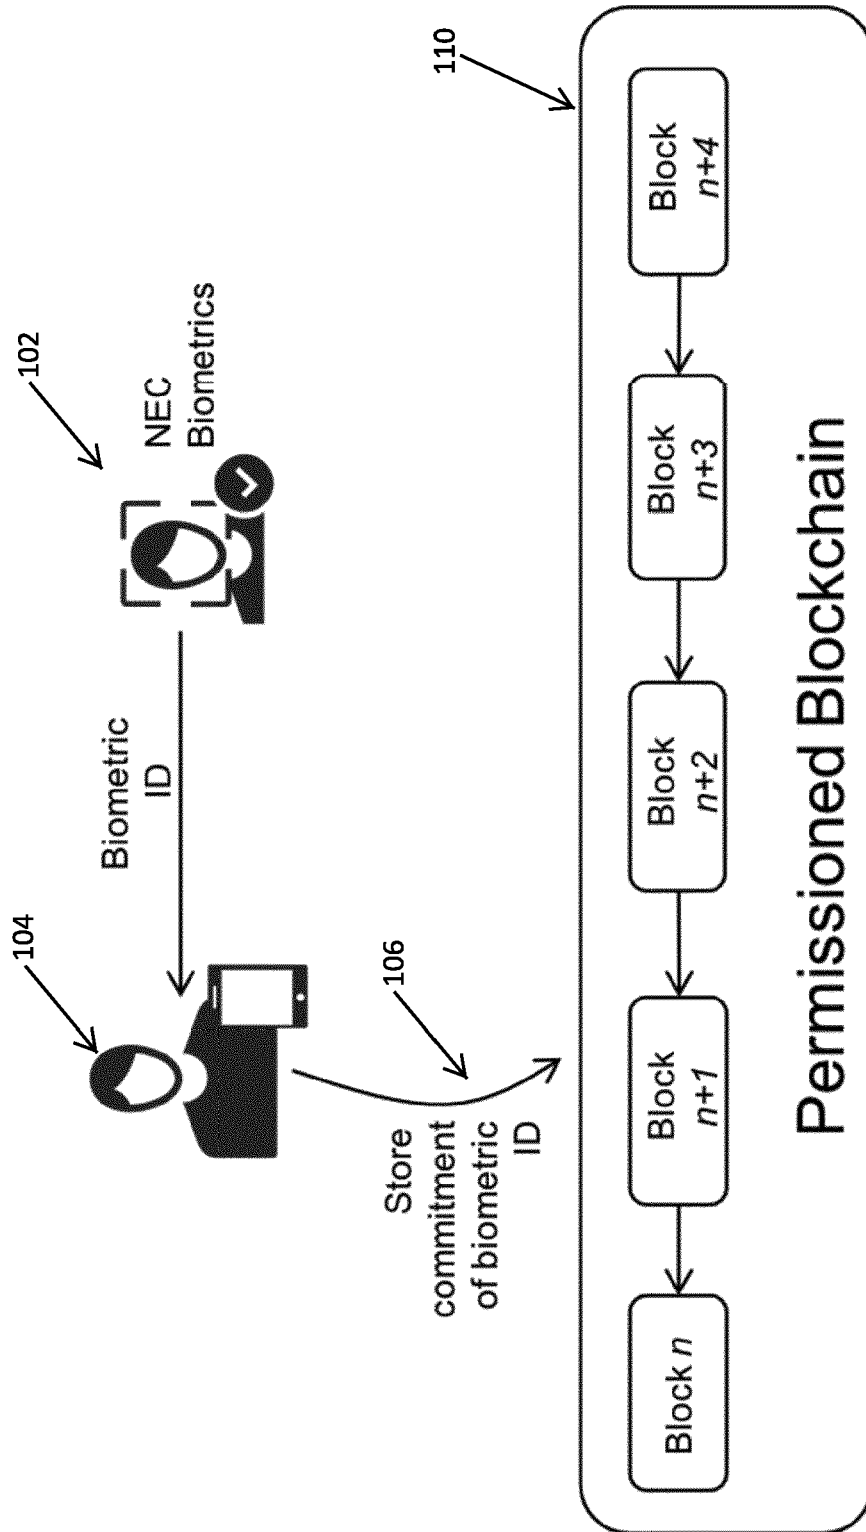 102
NEC
Biometrics
Biometric
ID
104
106
Store
commitment
of biometric
ID
110
Block n
Block
n+1
Block
n+2
Block
n+3
Block
n+4
Permissioned Blockchain